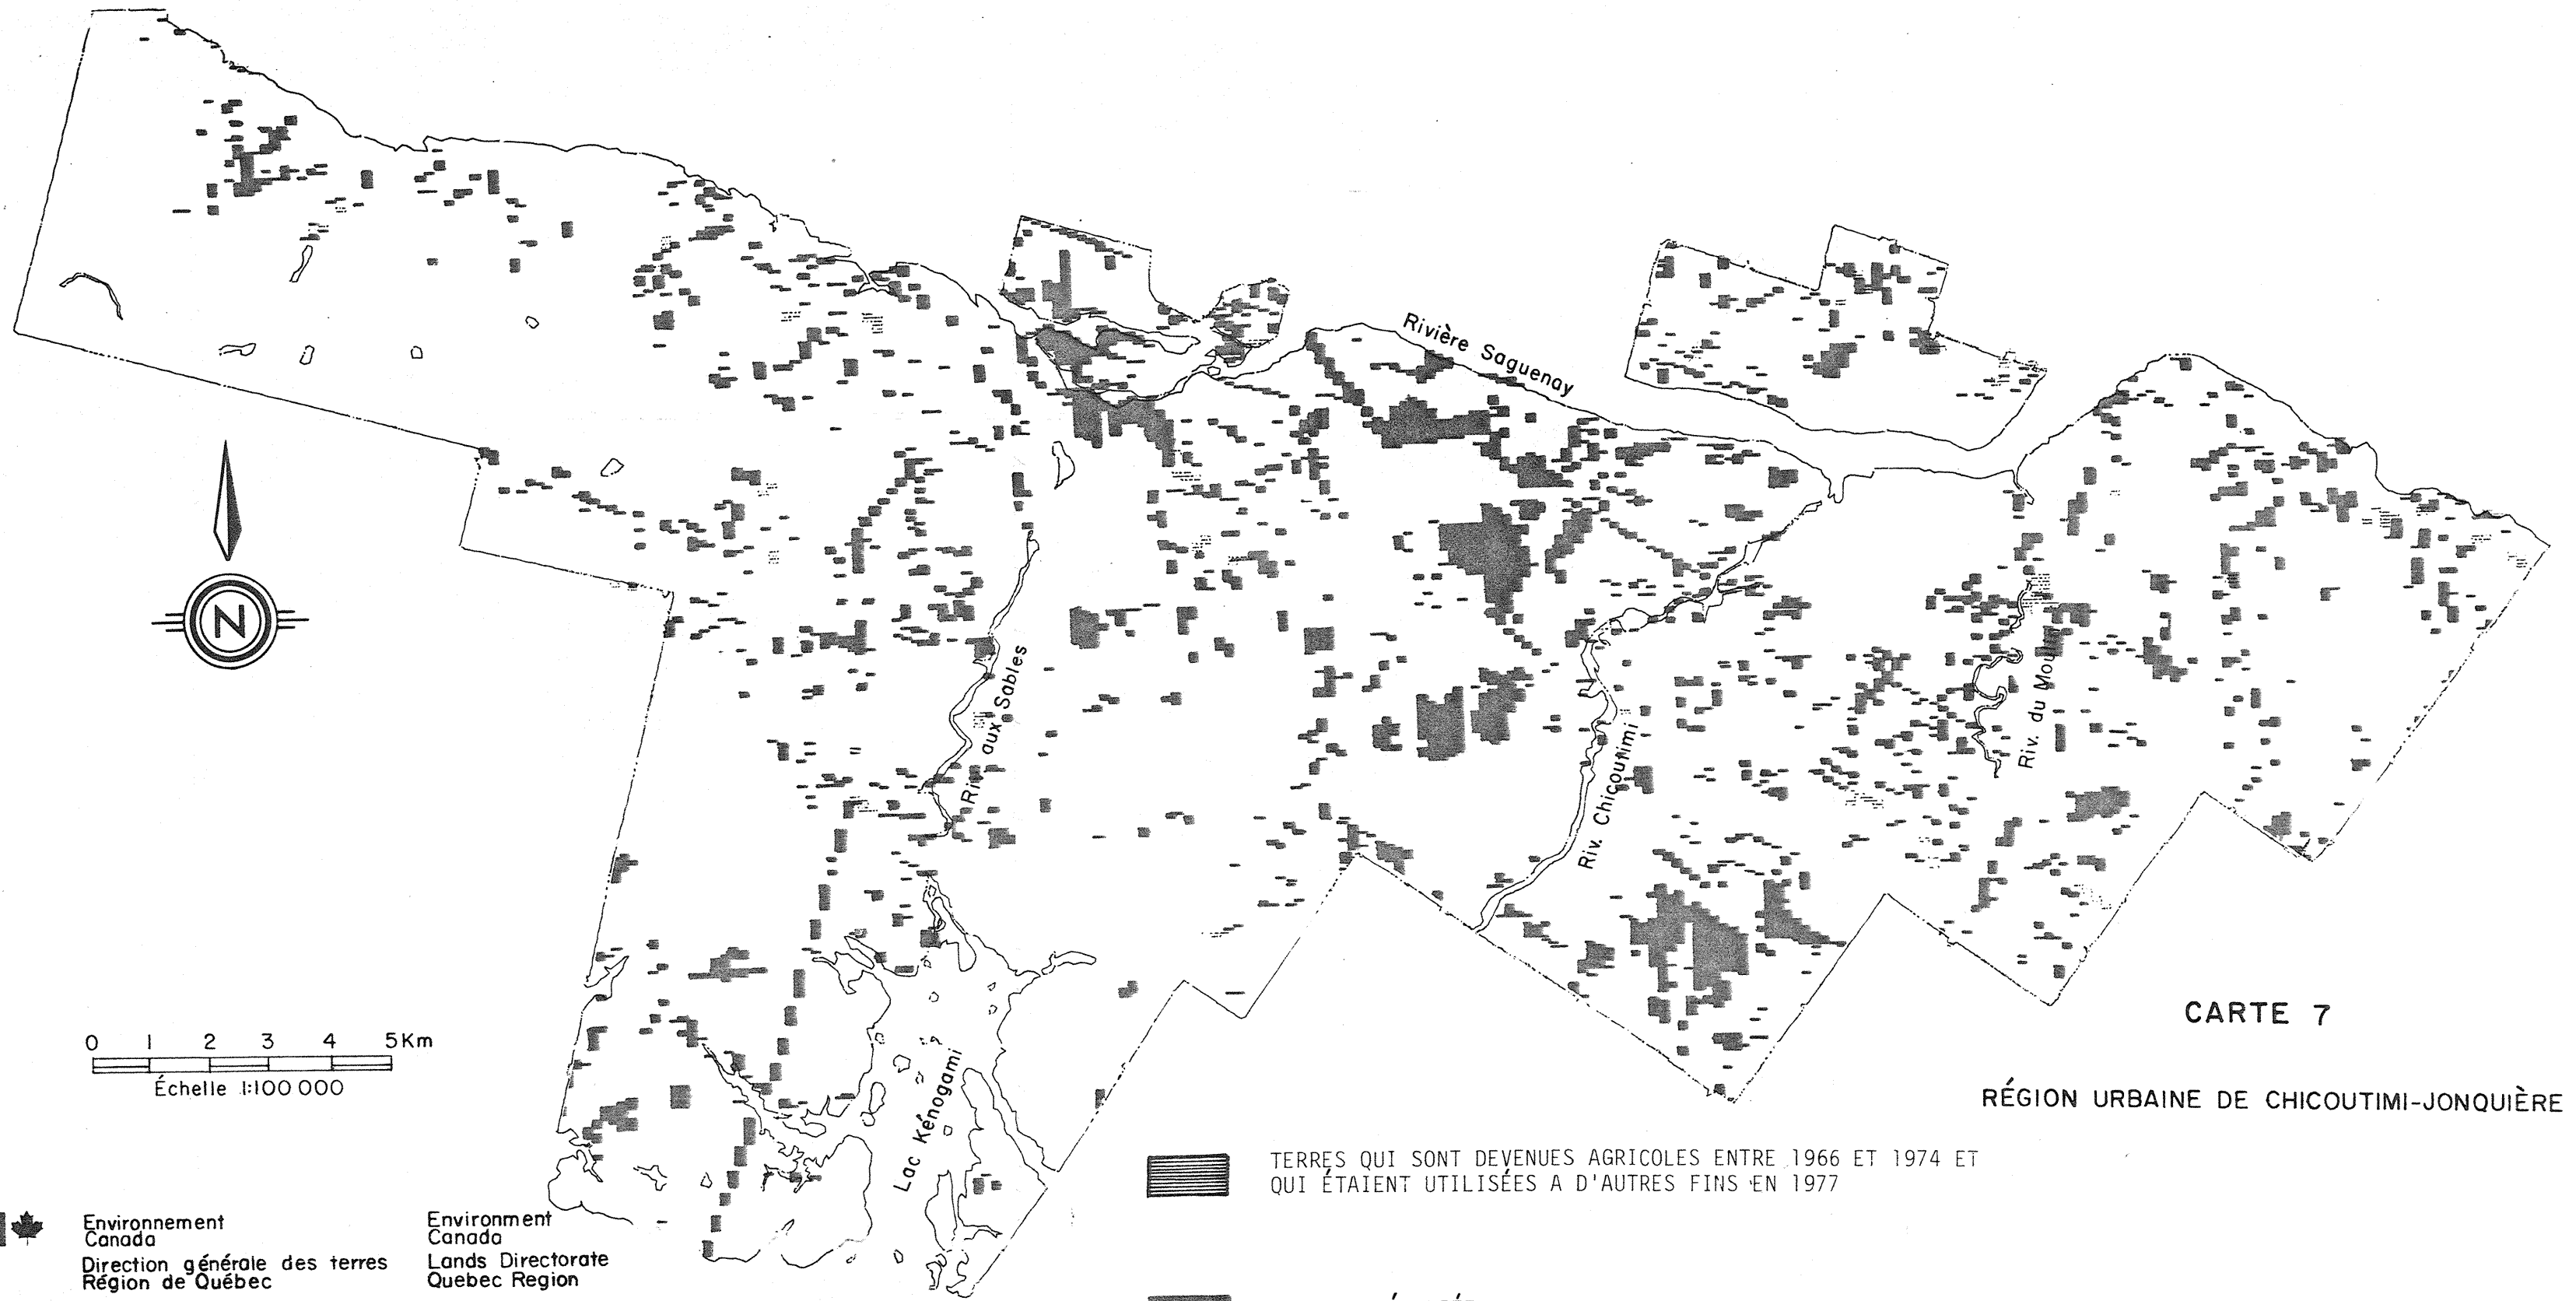 Rivière Saguenay
N
Riv. aux Sables
Riv. Chicoutimi
Riv. du Moulin
Lac Kénogami
0 1 2 3 4 5 Km
Échelle 1:100 000
CARTE 7
RÉGION URBAINE DE CHICOUTIMI-JONQUIÈRE
TERRES QUI SONT DEVENUES AGRICOLES ENTRE 1966 ET 1974 ET
QUI ÉTAIENT UTILISÉES A D'AUTRES FINS EN 1977
Environnement
Canada
Direction générale des terres
Région de Québec
Environment
Canada
Lands Directorate
Quebec Region